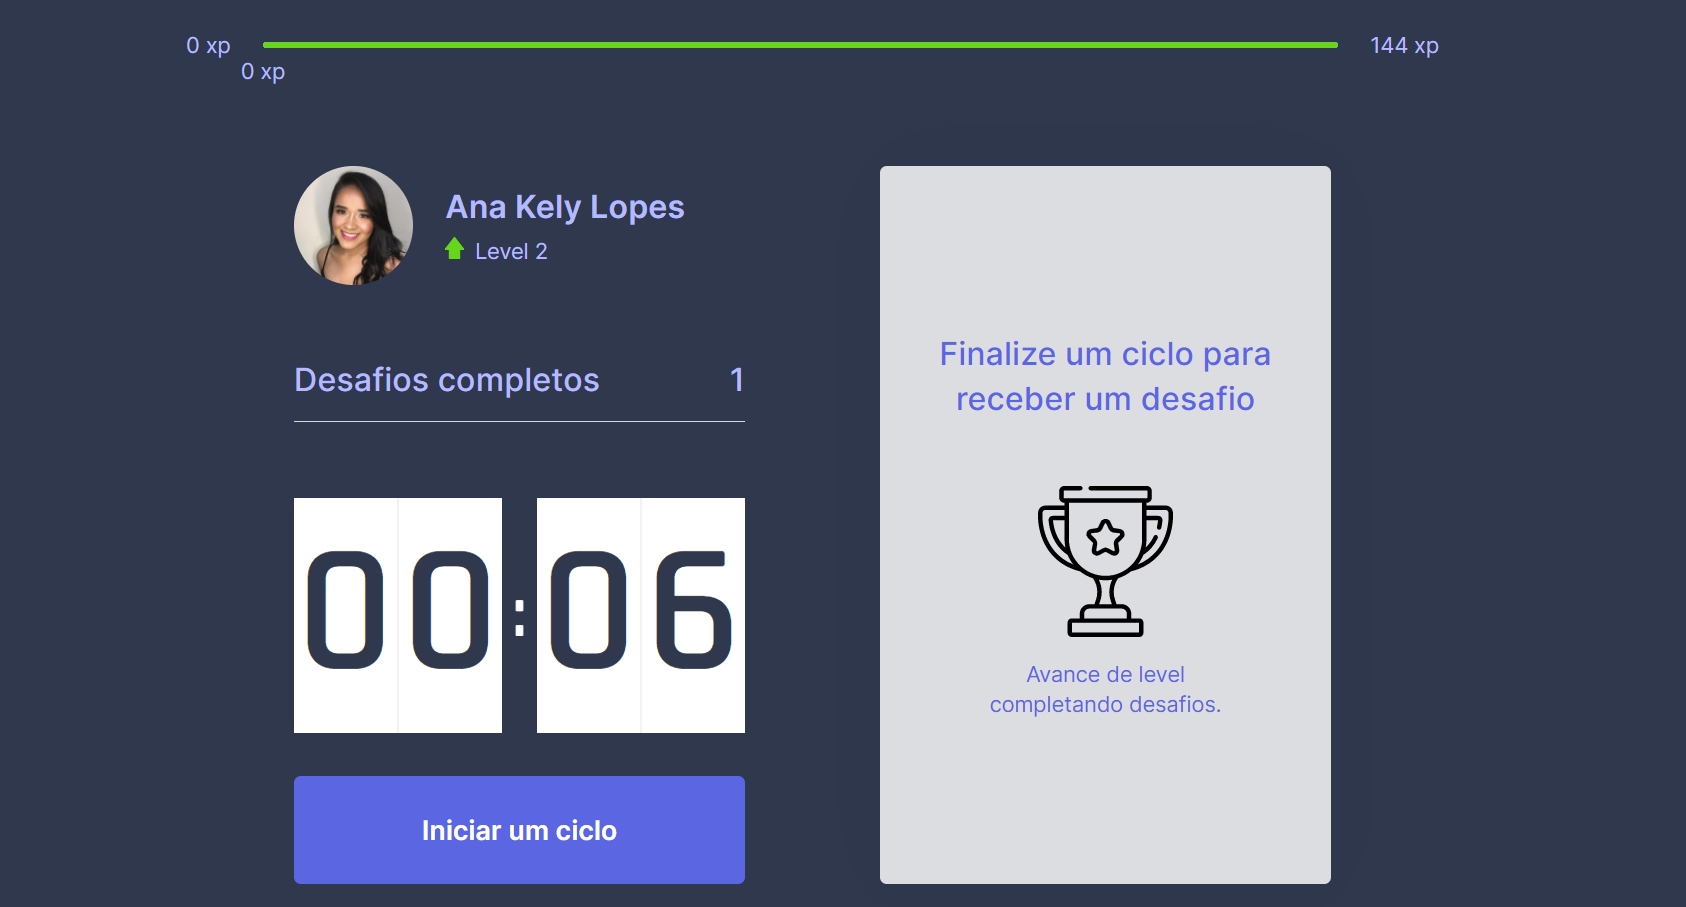 0 xp
144 xp
0 xp
Ana Kely Lopes
Level 2
Desafios completos 1
00:06
Iniciar um ciclo
Finalize um ciclo para
receber um desafio
Avance de level
completando desafios.